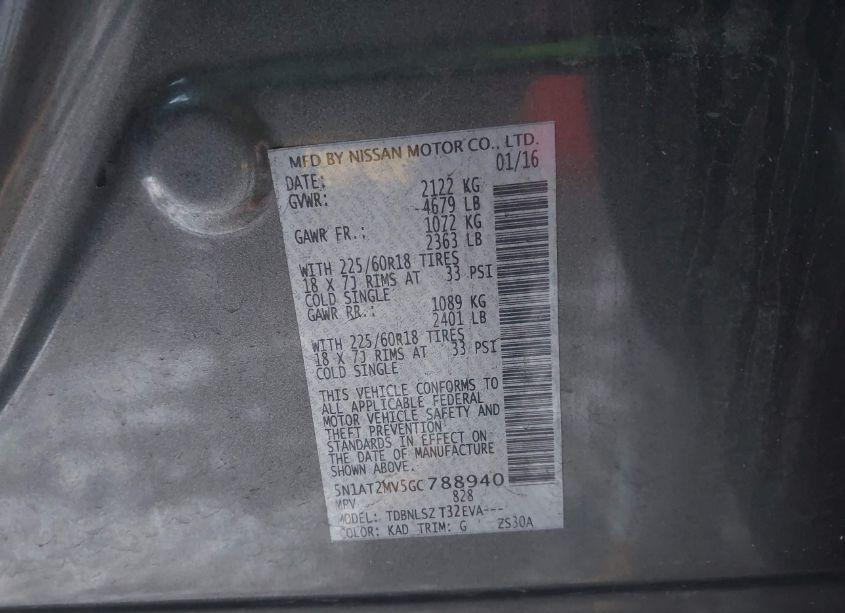 MFD BY NISSAN MOTOR CO., LTD.
DATE: 01/16
GVWR: 2122 KG
4679 LB
GAWR FR.: 1072 KG
2363 LB
WITH 225/60R18 TIRES
18 X 7J RIMS AT 33 PSI
COLD SINGLE
GAWR RR.: 1089 KG
2401 LB
WITH 225/60R18 TIRES
18 X 7J RIMS AT 33 PSI
COLD SINGLE
THIS VEHICLE CONFORMS TO
ALL APPLICABLE FEDERAL
MOTOR VEHICLE SAFETY AND
THEFT PREVENTION
STANDARDS IN EFFECT ON
THE DATE OF MANUFACTURE
SHOWN ABOVE.
5N1AT2MV5GC788940
MPV 828
MODEL: TDBNLSZ T32EVA---
COLOR: KAD TRIM: G ZS30A